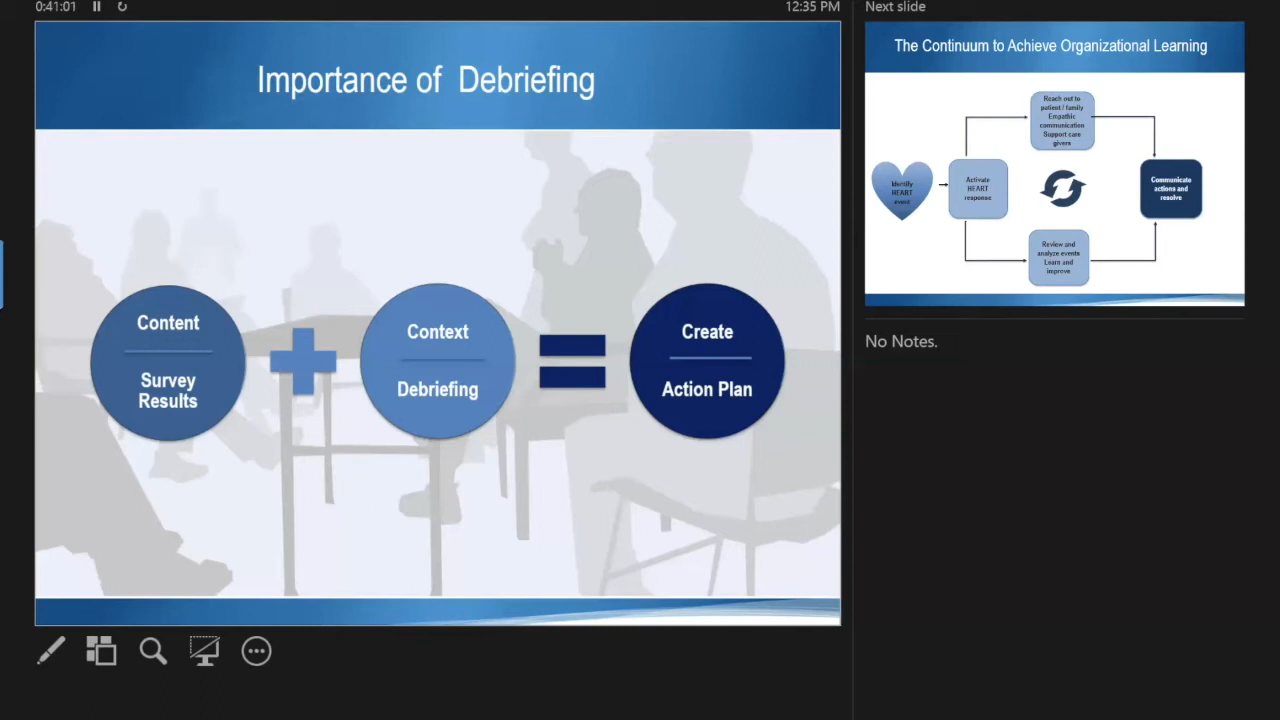 0:41:01
12:35 PM
Next slide
Importance of Debriefing
Content
Survey
Results
Context
Debriefing
Create
Action Plan
The Continuum to Achieve Organizational Learning
Identify
HEART
event
Activate
HEART
response
Reach out to
patient / family
Empathic
communication
Support care
givers
Review and
analyze events
Learn and
improve
Communicate
actions and
resolve
No Notes.